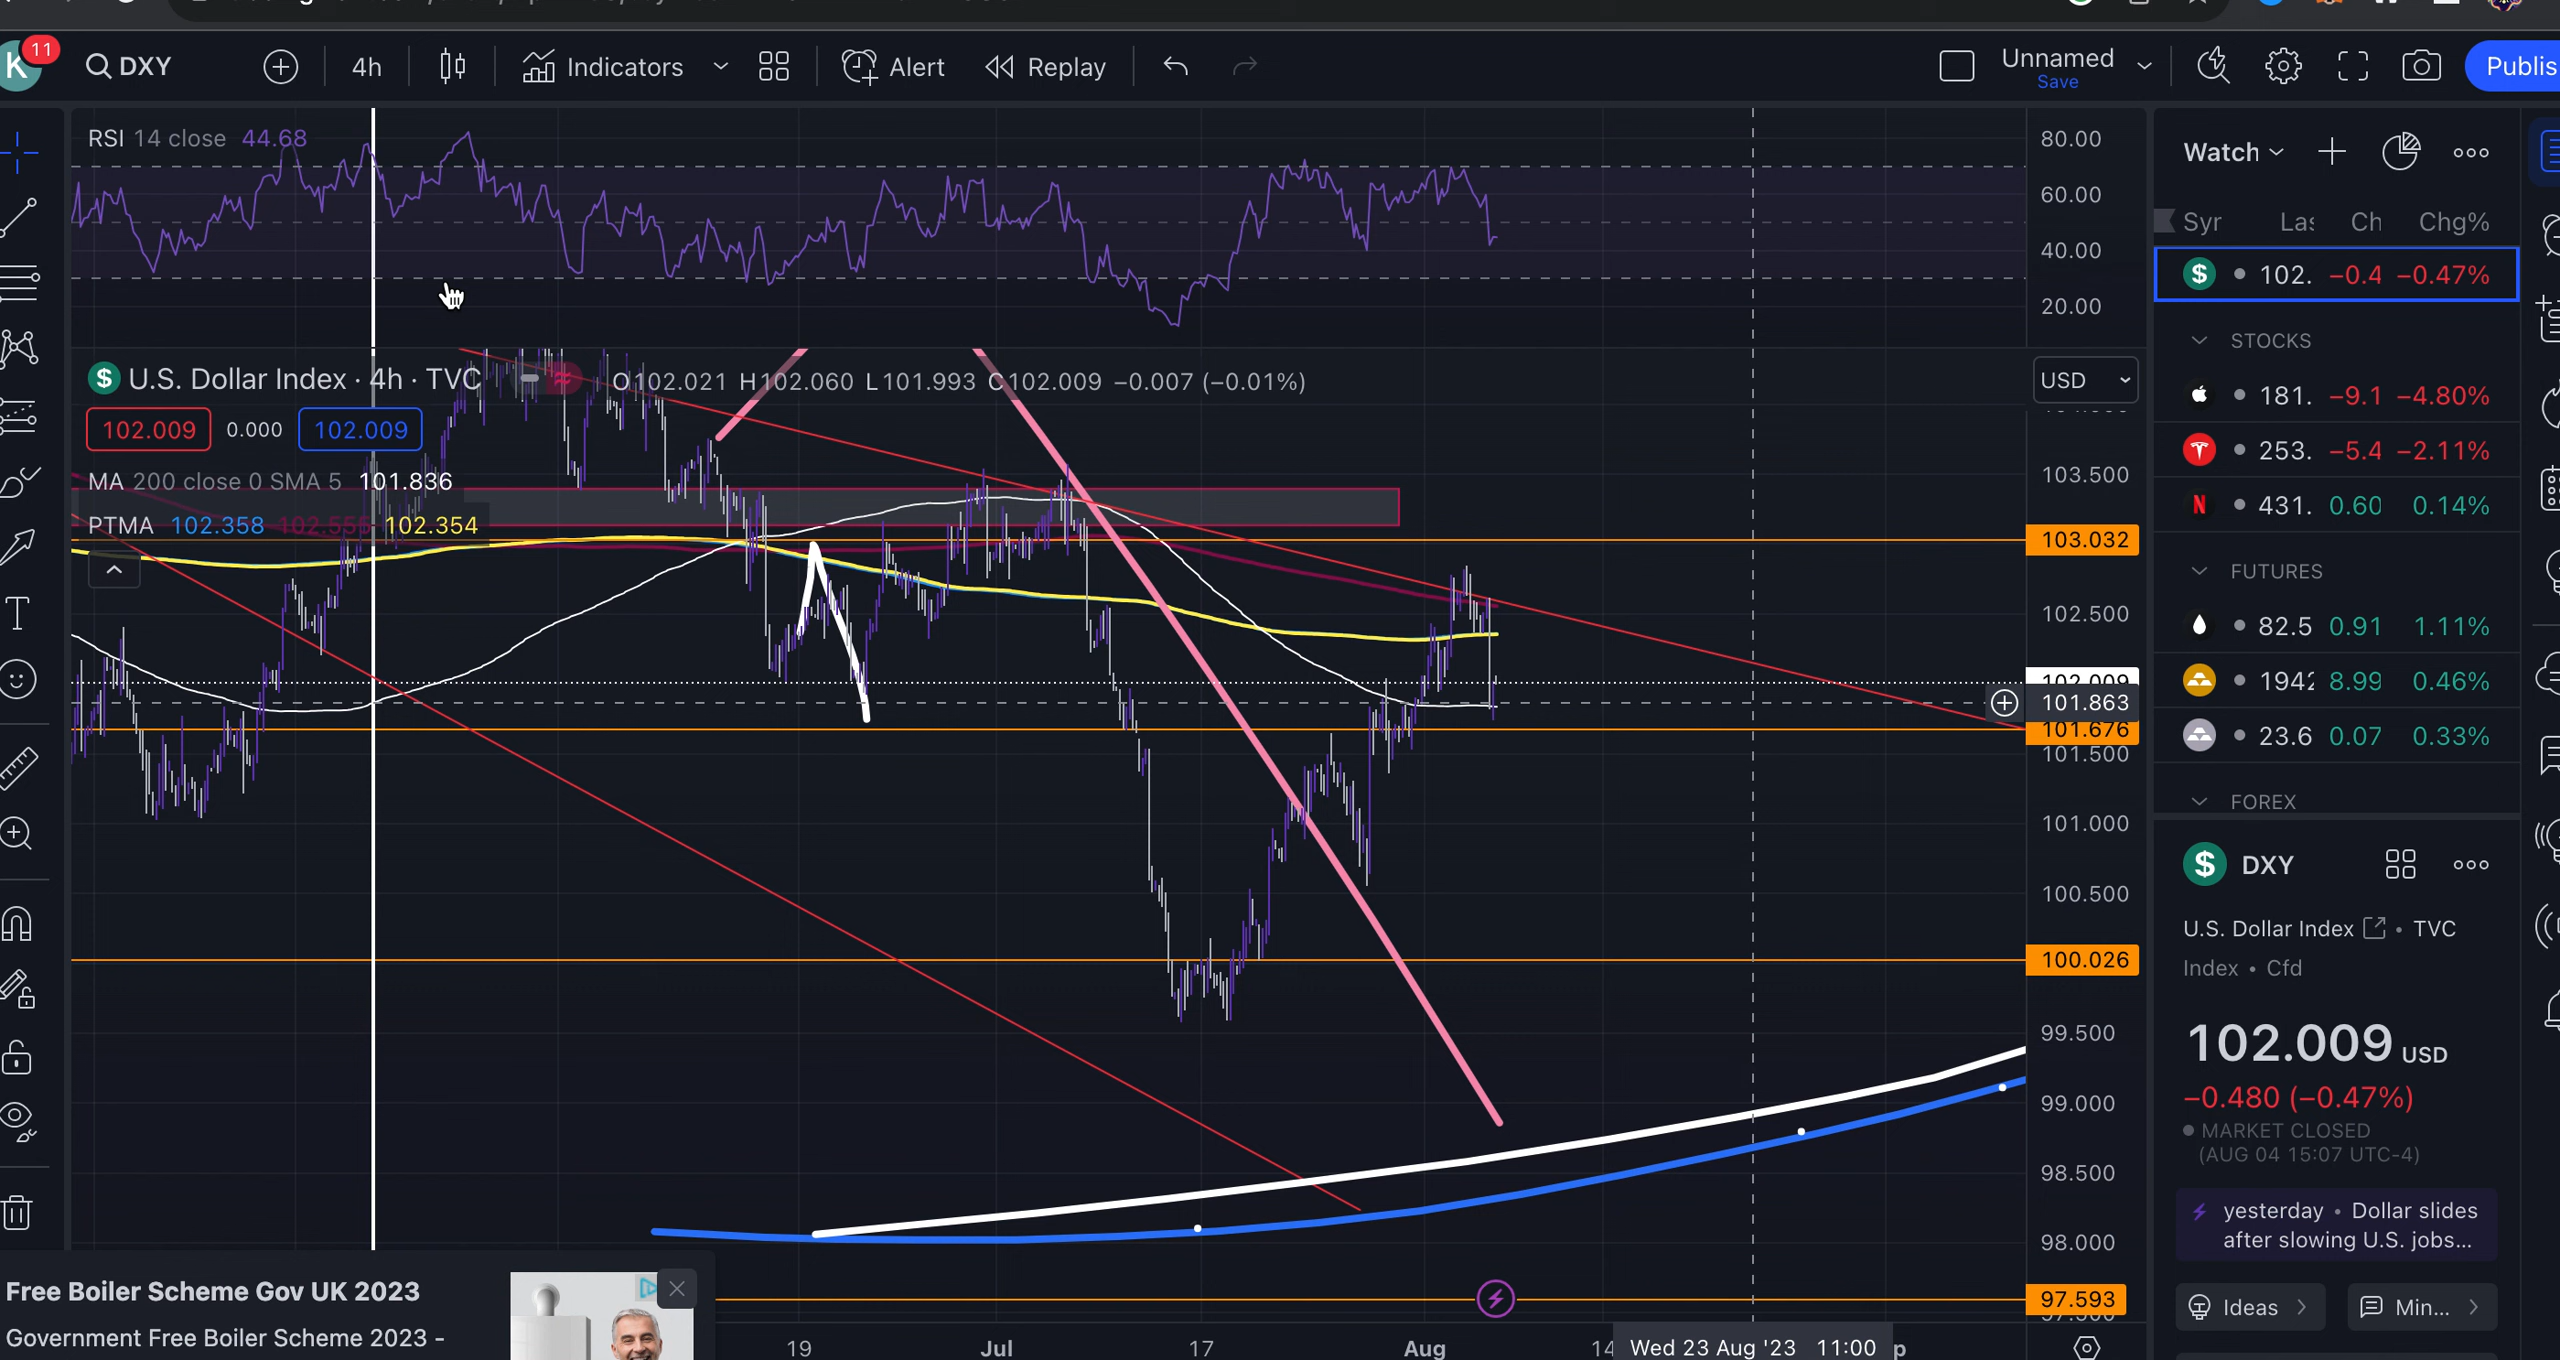 K 11 DXY 4h Indicators Alert Replay Unnamed Publis
Save
RSI 14 close 44.68
80.00
60.00
40.00
20.00
U.S. Dollar Index · 4h · TVC O102.021 H102.060 L101.993 C102.009 −0.007 (−0.01%)
USD
102.009 0.000 102.009
MA 200 close 0 SMA 5 101.836
PTMA 102.358 102.354
103.500
103.032
102.500
102.009
101.863
101.676
101.500
101.000
100.500
100.026
99.500
99.000
98.500
98.000
97.593
97.500
19 Jul 17 Aug 14 Wed 23 Aug '23 11:00 p
Watch
Syr Las Ch Chg%
$ 102. −0.4 −0.47%
STOCKS
181. −9.1 −4.80%
253. −5.4 −2.11%
N 431. 0.60 0.14%
FUTURES
82.5 0.91 1.11%
1942 8.99 0.46%
23.6 0.07 0.33%
FOREX
$ DXY
U.S. Dollar Index • TVC
Index • Cfd
102.009 USD
−0.480 (−0.47%)
MARKET CLOSED
(AUG 04 15:07 UTC-4)
yesterday • Dollar slides
after slowing U.S. jobs...
Ideas Min...
Free Boiler Scheme Gov UK 2023
Government Free Boiler Scheme 2023 -